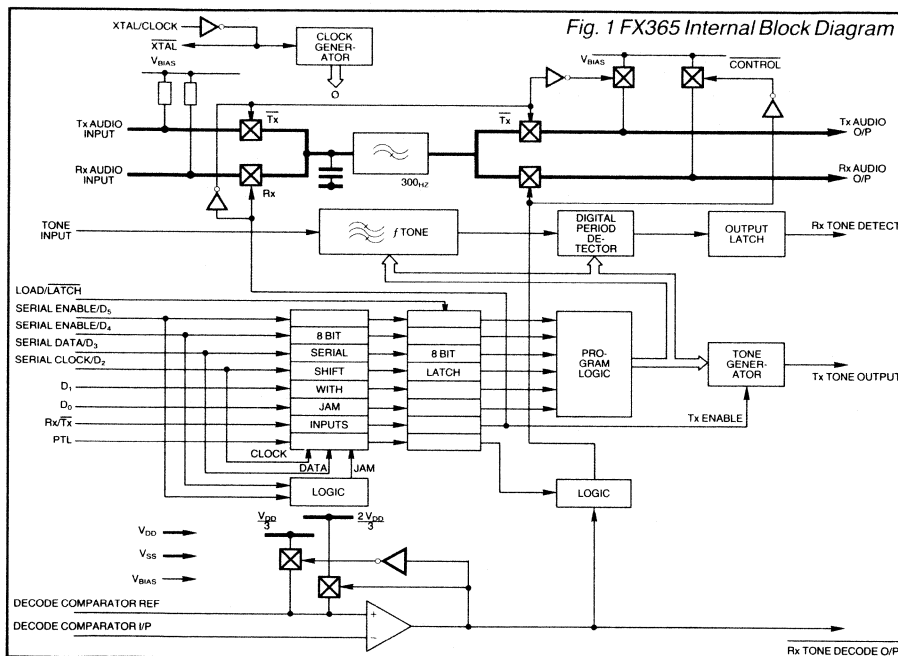 Fig. 1 FX365 Internal Block Diagram
XTAL/CLOCK
XTAL
VBIAS
CLOCK
GENER-
ATOR
O
VBIAS
CONTROL
Tx AUDIO
INPUT
Tx
Tx
Tx AUDIO
O/P
Rx AUDIO
INPUT
Rx
300HZ
Rx AUDIO
O/P
TONE
INPUT
f TONE
DIGITAL
PERIOD
DE-
TECTOR
OUTPUT
LATCH
Rx TONE DETECT
LOAD/LATCH
SERIAL ENABLE/D5
SERIAL ENABLE/D4
SERIAL DATA/D3
SERIAL CLOCK/D2
D1
D0
Rx/Tx
PTL
8 BIT
SERIAL
SHIFT
WITH
JAM
INPUTS
8 BIT
LATCH
PRO-
GRAM
LOGIC
TONE
GENER-
ATOR
Tx TONE OUTPUT
Tx ENABLE
CLOCK
DATA
JAM
LOGIC
LOGIC
VDD
3
2 VDD
3
VDD
VSS
VBIAS
DECODE COMPARATOR REF
+
DECODE COMPARATOR I/P
−
Rx TONE DECODE O/P